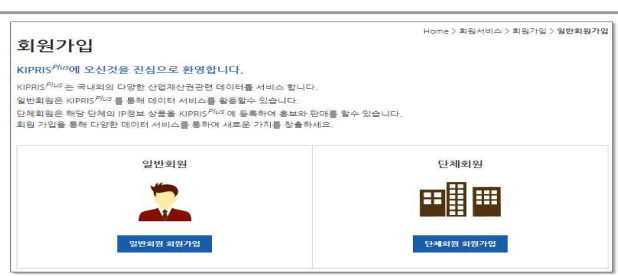 Home > 회원서비스 > 회원가입 > 일반회원가입
회원가입
KIPRIS Plus에 오신것을 진심으로 환영합니다.
KIPRIS Plus 는 국내외의 다양한 산업재산권관련 데이터를 서비스 합니다.
일반회원은 KIPRIS Plus 를 통해 데이터 서비스를 활용할수 있습니다.
단체회원은 해당 단체의 IP정보 상품을 KIPRIS Plus 에 등록하여 홍보와 판매를 할수 있습니다.
회원 가입을 통해 다양한 데이터 서비스를 통하여 새로운 가치를 창출하세요.
일반회원
단체회원
일반회원 회원가입
단체회원 회원가입